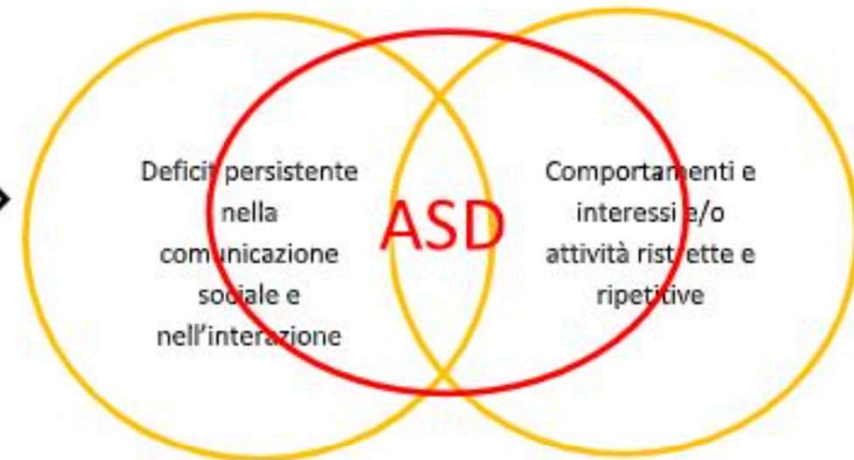 Deficit persistente
nella
comunicazione
sociale e
nell'interazione
ASD
Comportamenti e
interessi e/o
attività ristrette e
ripetitive